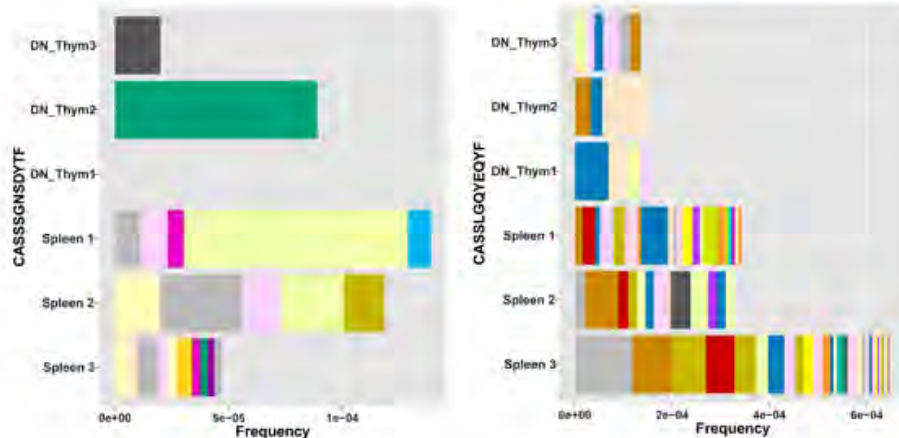 CASSSGNSDYTF
DN_Thym3
DN_Thym2
DN_Thym1
Spleen 1
Spleen 2
Spleen 3
0e+00 5e-05 1e-04
Frequency
CASSLGQYEQYF
DN_Thym3
DN_Thym2
DN_Thym1
Spleen 1
Spleen 2
Spleen 3
0e+00 2e-04 4e-04 6e-04
Frequency